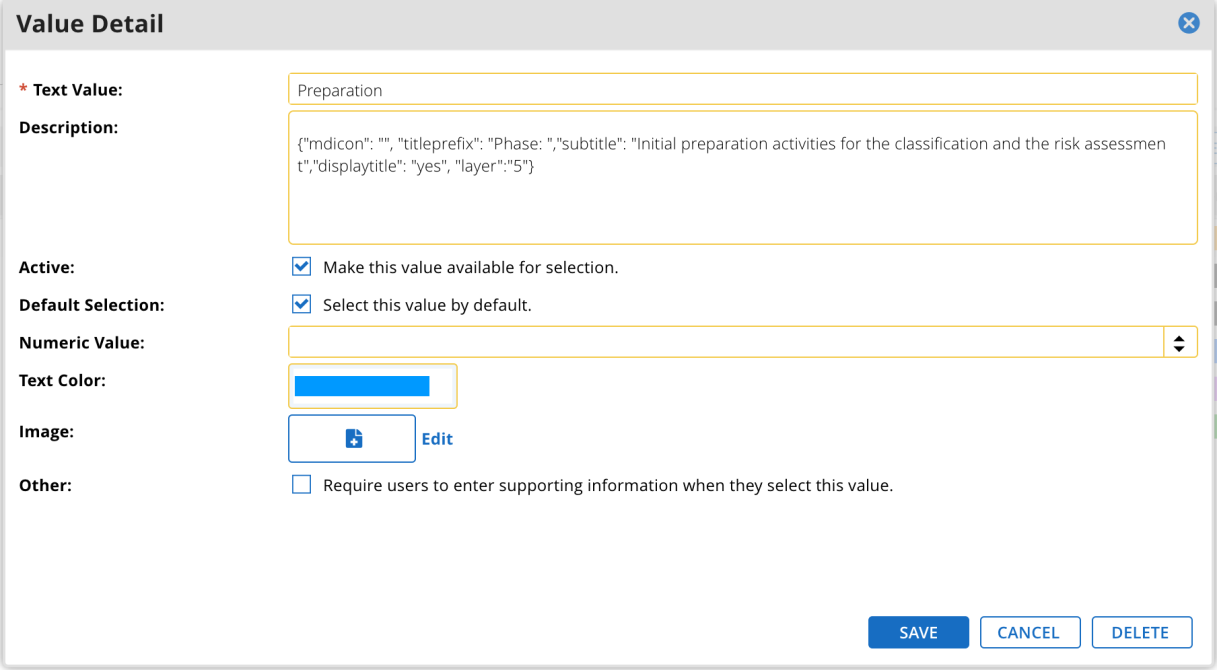 Value Detail
* Text Value:
Preparation
Description:
{"mdicon": "", "titleprefix": "Phase: ","subtitle": "Initial preparation activities for the classification and the risk assessmen
t","displaytitle": "yes", "layer":"5"}
Active:
Make this value available for selection.
Default Selection:
Select this value by default.
Numeric Value:
Text Color:
Image:
Edit
Other:
Require users to enter supporting information when they select this value.
SAVE
CANCEL
DELETE